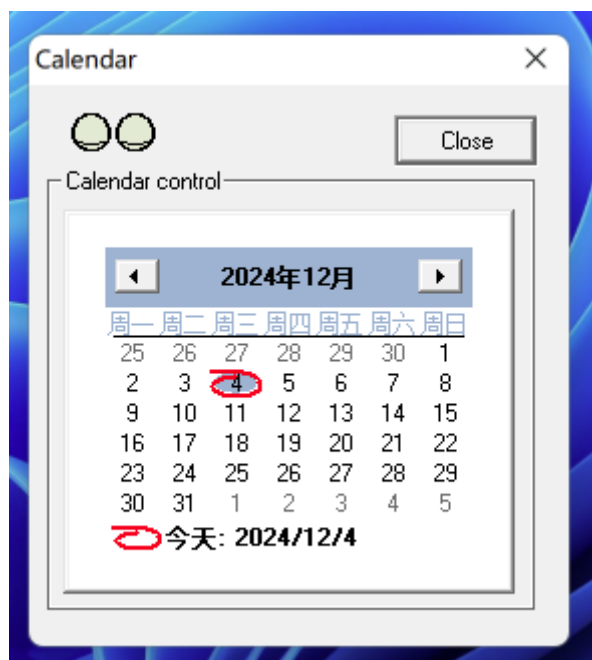 Calendar
Close
Calendar control
2024年12月
周一 周二 周三 周四 周五 周六 周日
25 26 27 28 29 30 1
2 3 4 5 6 7 8
9 10 11 12 13 14 15
16 17 18 19 20 21 22
23 24 25 26 27 28 29
30 31 1 2 3 4 5
今天: 2024/12/4